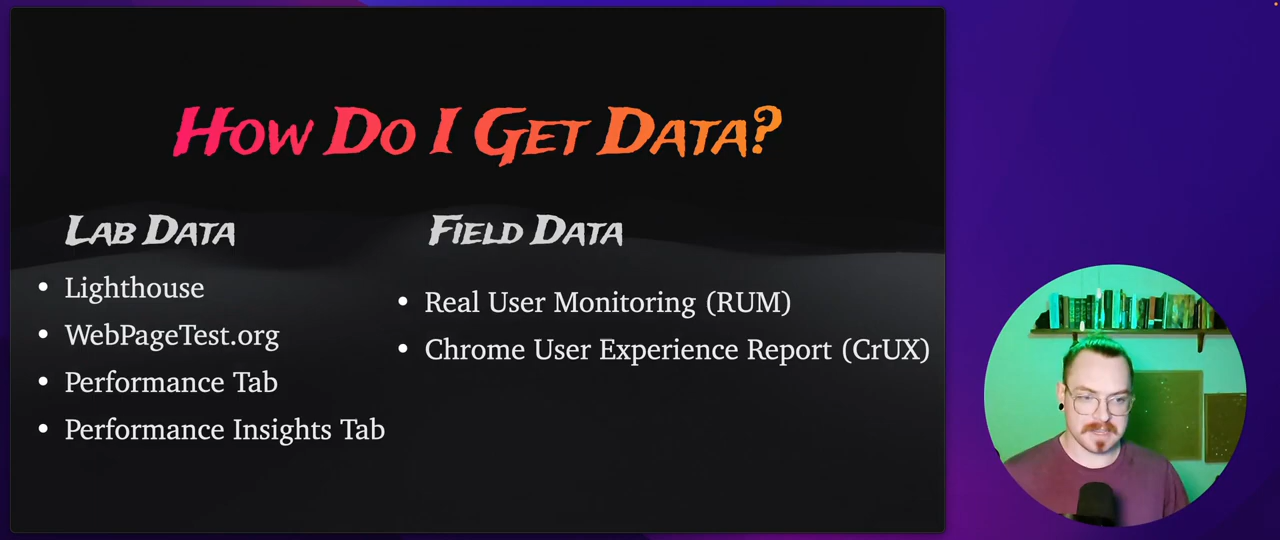 How Do I Get Data?
Lab Data
• Lighthouse
• WebPageTest.org
• Performance Tab
• Performance Insights Tab
Field Data
• Real User Monitoring (RUM)
• Chrome User Experience Report (CrUX)